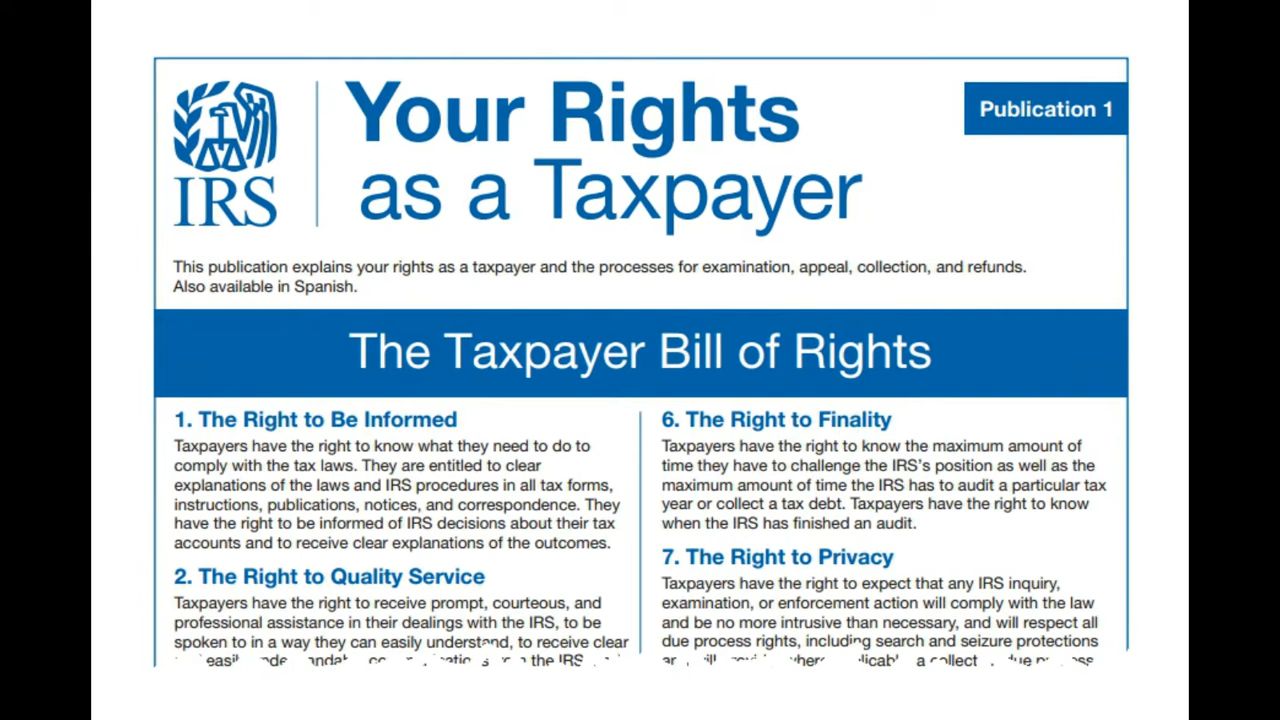 IRS
Your Rights
as a Taxpayer
Publication 1
This publication explains your rights as a taxpayer and the processes for examination, appeal, collection, and refunds.
Also available in Spanish.
The Taxpayer Bill of Rights
1. The Right to Be Informed
Taxpayers have the right to know what they need to do to
comply with the tax laws. They are entitled to clear
explanations of the laws and IRS procedures in all tax forms,
instructions, publications, notices, and correspondence. They
have the right to be informed of IRS decisions about their tax
accounts and to receive clear explanations of the outcomes.
2. The Right to Quality Service
Taxpayers have the right to receive prompt, courteous, and
professional assistance in their dealings with the IRS, to be
spoken to in a way they can easily understand, to receive clear
the IRS
6. The Right to Finality
Taxpayers have the right to know the maximum amount of
time they have to challenge the IRS's position as well as the
maximum amount of time the IRS has to audit a particular tax
year or collect a tax debt. Taxpayers have the right to know
when the IRS has finished an audit.
7. The Right to Privacy
Taxpayers have the right to expect that any IRS inquiry,
examination, or enforcement action will comply with the law
and be no more intrusive than necessary, and will respect all
due process rights, including search and seizure protections
a collect